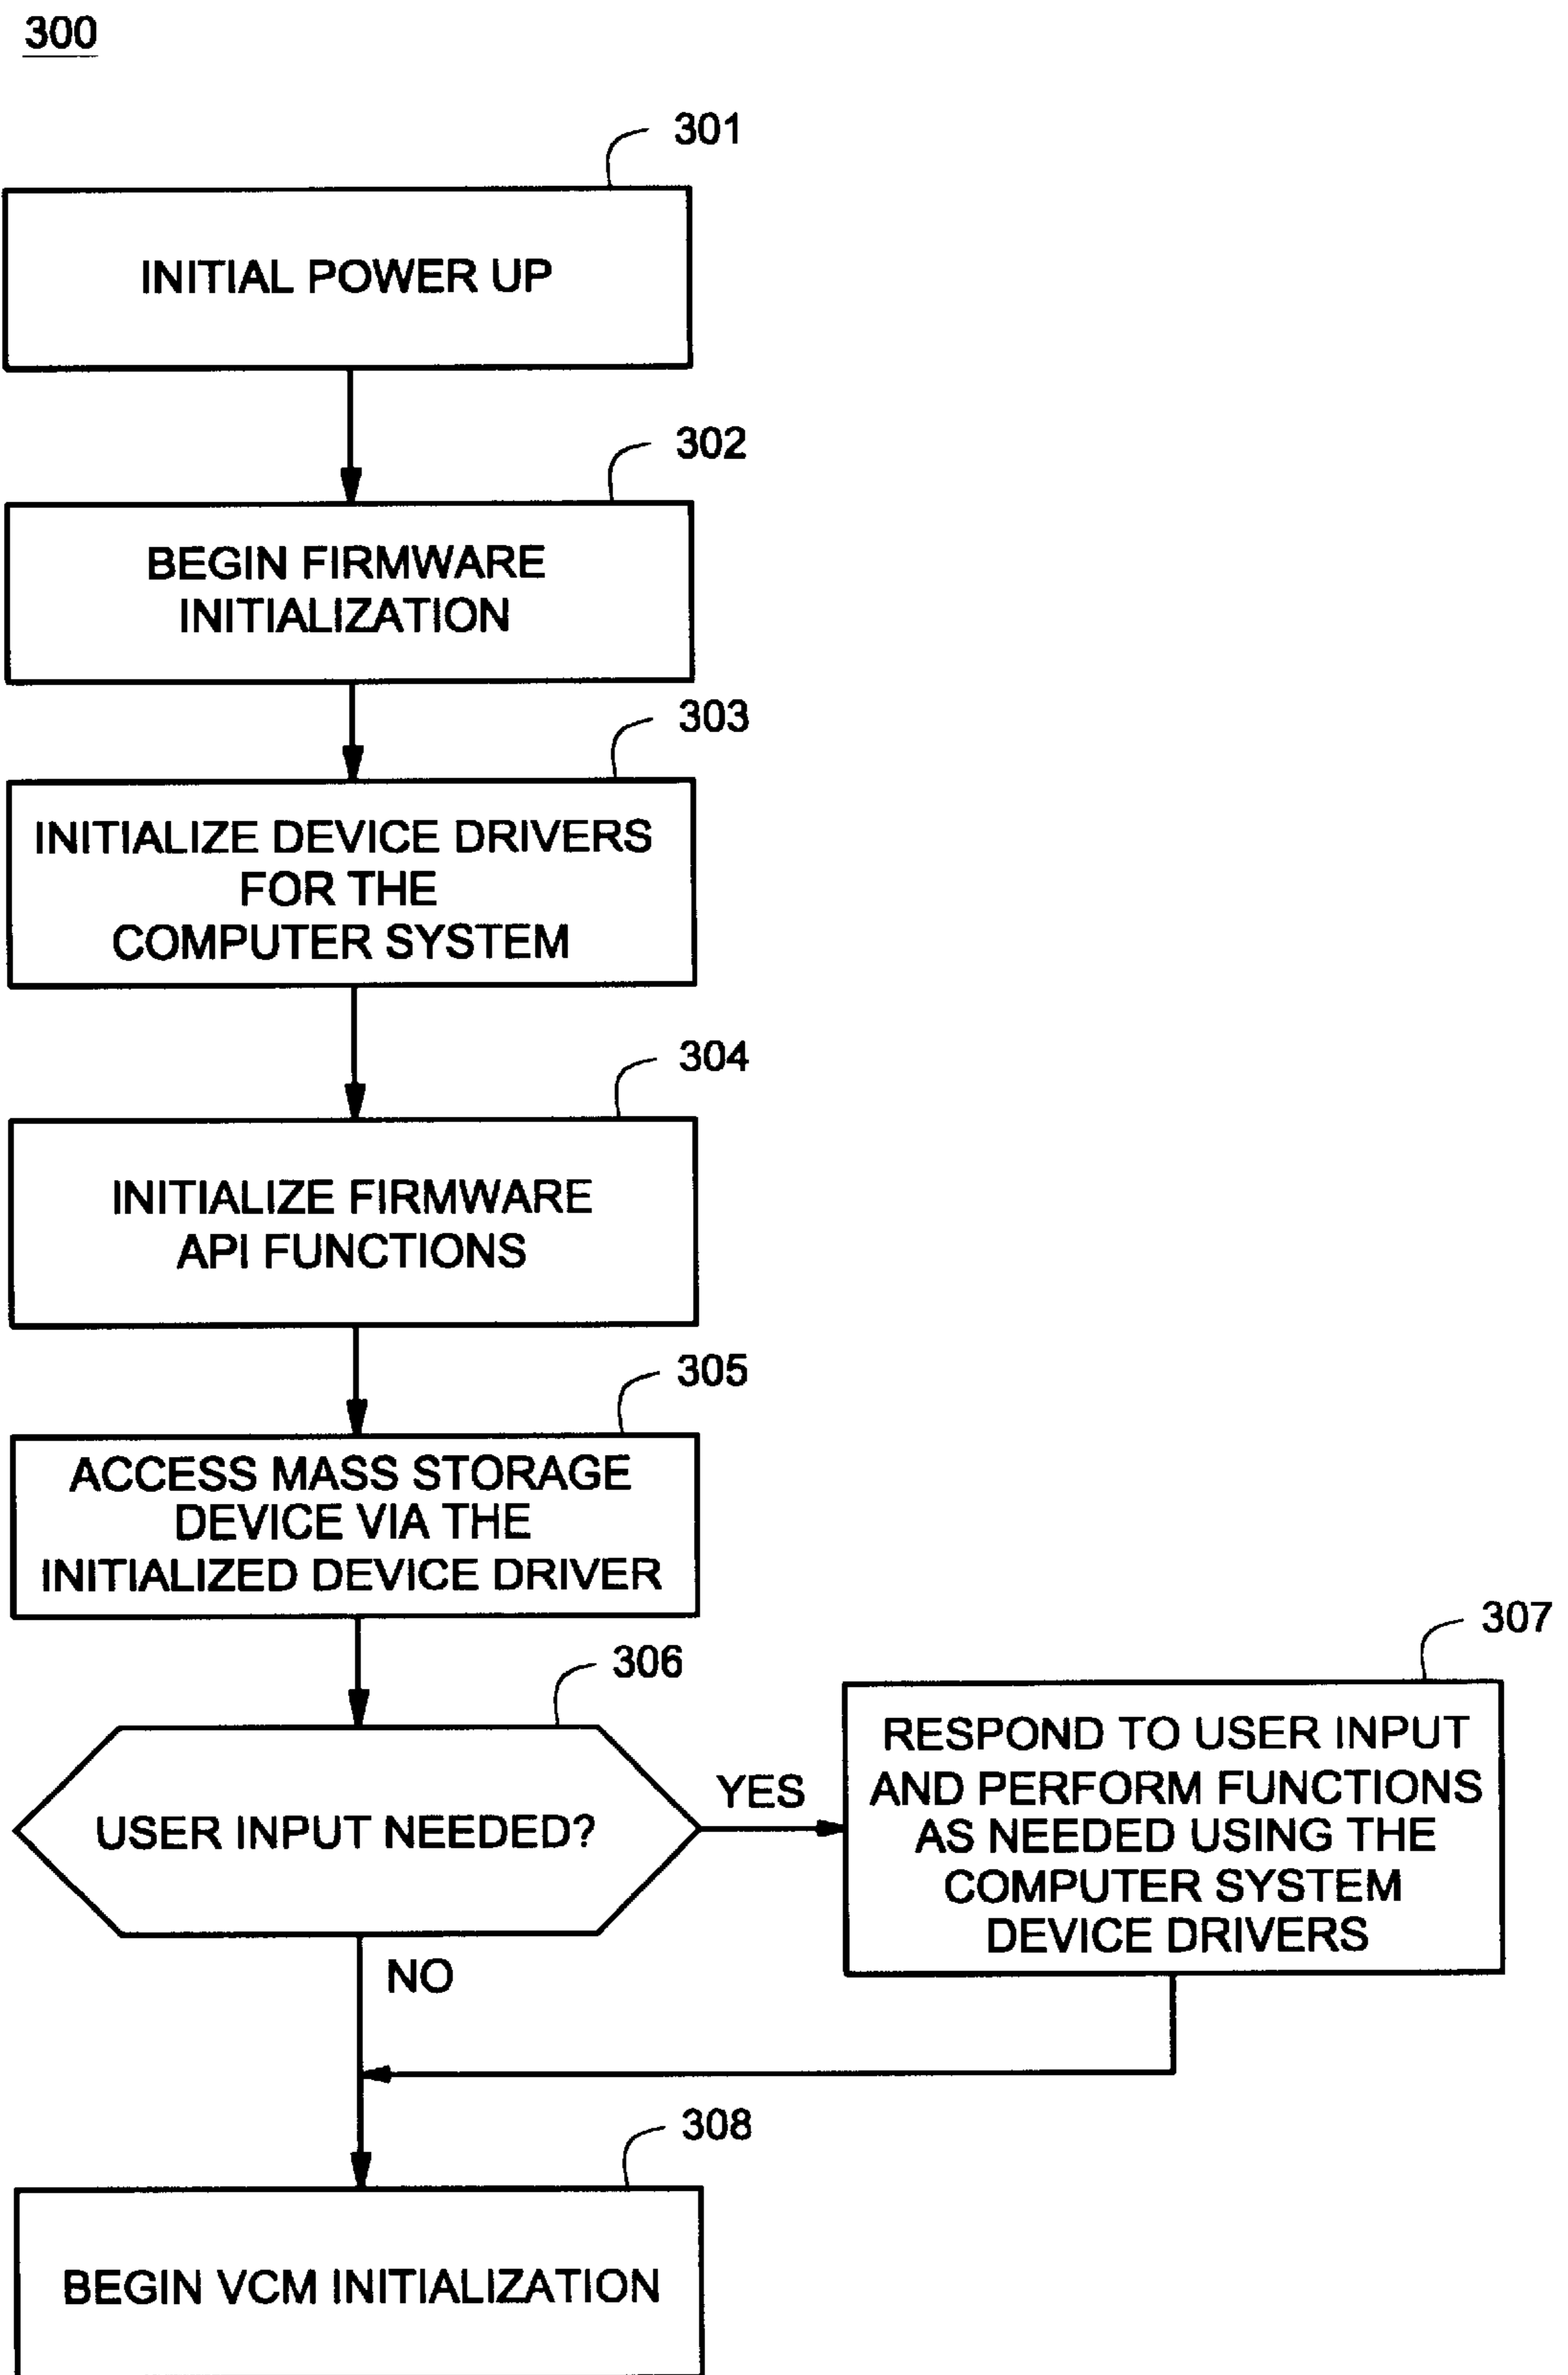 300
301
INITIAL POWER UP
302
BEGIN FIRMWARE
INITIALIZATION
303
INITIALIZE DEVICE DRIVERS
FOR THE
COMPUTER SYSTEM
304
INITIALIZE FIRMWARE
API FUNCTIONS
305
ACCESS MASS STORAGE
DEVICE VIA THE
INITIALIZED DEVICE DRIVER
306
USER INPUT NEEDED?
YES
NO
307
RESPOND TO USER INPUT
AND PERFORM FUNCTIONS
AS NEEDED USING THE
COMPUTER SYSTEM
DEVICE DRIVERS
308
BEGIN VCM INITIALIZATION